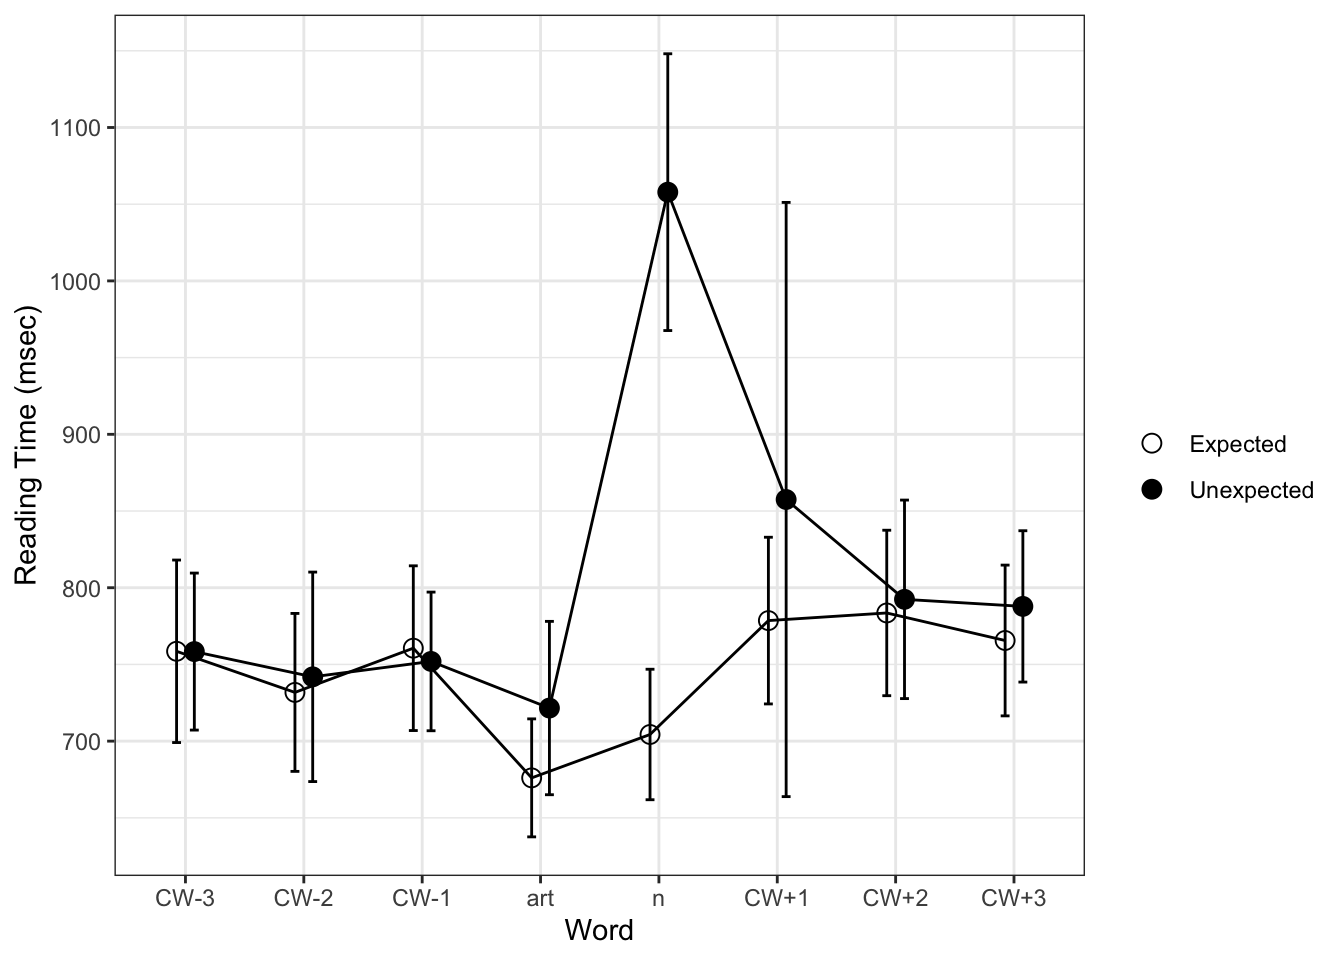 1100
1000
900
800
700
Reading Time (msec)
CW-3 CW-2 CW-1 art n CW+1 CW+2 CW+3
Word
Expected
Unexpected